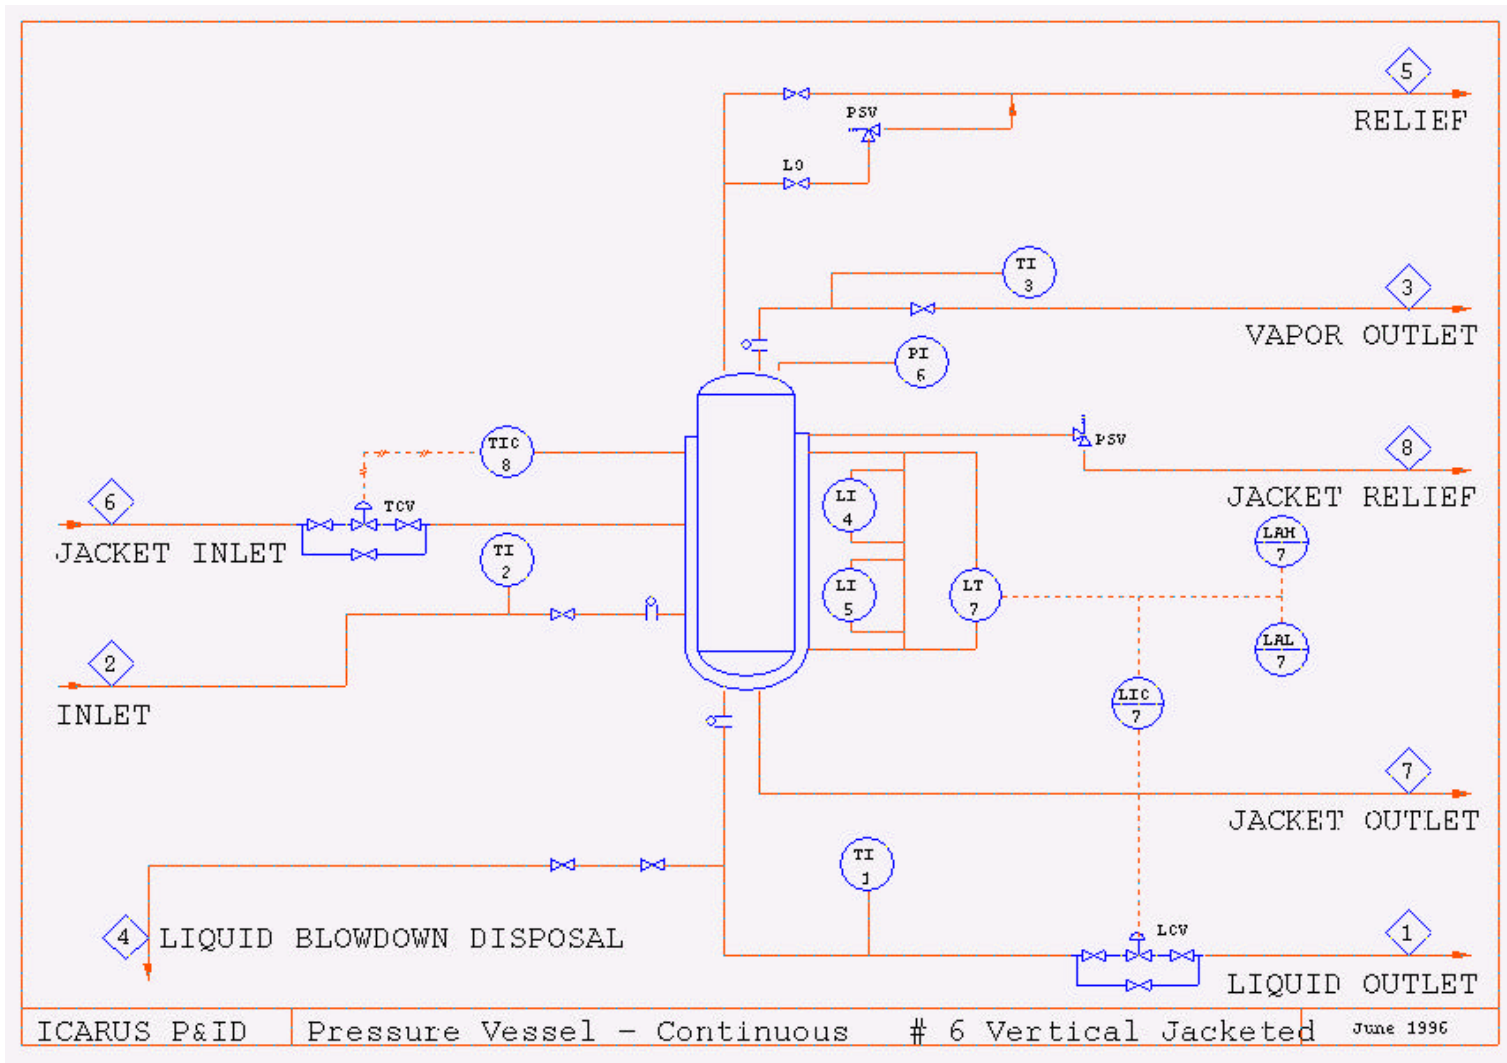 5
PSV
RELIEF
LO
TI
3
3
VAPOR OUTLET
PI
6
PSV
TIC
8
8
JACKET RELIEF
6
TCV
LI
4
JACKET INLET
LAH
7
TI
2
LI
5
LT
7
LAL
7
2
INLET
LIC
7
7
JACKET OUTLET
TI
1
4
LIQUID BLOWDOWN DISPOSAL
LCV
1
LIQUID OUTLET
ICARUS P&ID
Pressure Vessel - Continuous # 6 Vertical Jacketed
June 1996